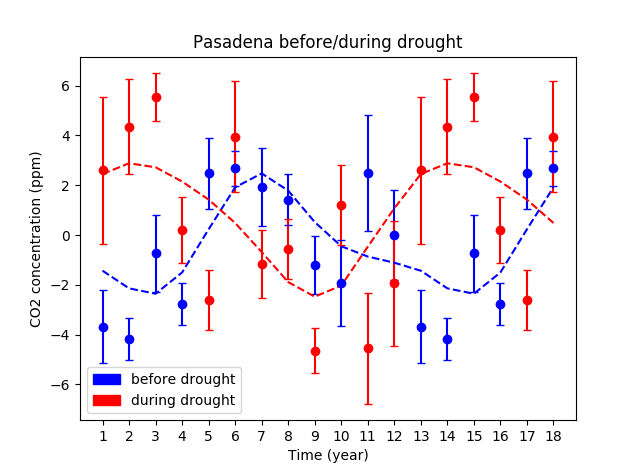 Pasadena before/during drought
CO2 concentration (ppm)
6
4
2
0
−2
−4
−6
before drought
during drought
1 2 3 4 5 6 7 8 9 10 11 12 13 14 15 16 17 18
Time (year)